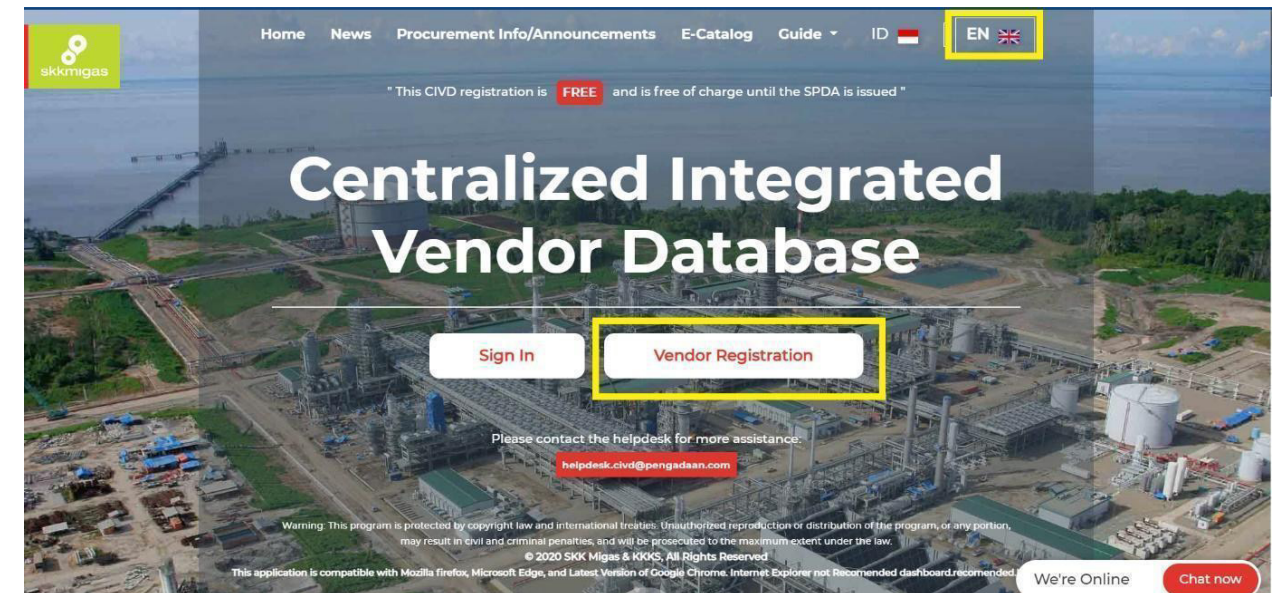 skkmigas
Home News Procurement Info/Announcements E-Catalog Guide ID EN
" This CIVD registration is FREE and is free of charge until the SPDA is issued "
Centralized Integrated
Vendor Database
Sign In Vendor Registration
Please contact the helpdesk for more assistance.
helpdesk.civd@pengadaan.com
Warning: This program is protected by copyright law and international treaties. Unauthorized reproduction or distribution of the program, or any portion,
may result in civil and criminal penalties, and will be prosecuted to the maximum extent under the law.
© 2020 SKK Migas & KKKS, All Rights Reserved
This application is compatible with Mozilla firefox, Microsoft Edge, and Latest Version of Google Chrome. Internet Explorer not Recomended dashboard.recomended.
We're Online Chat now